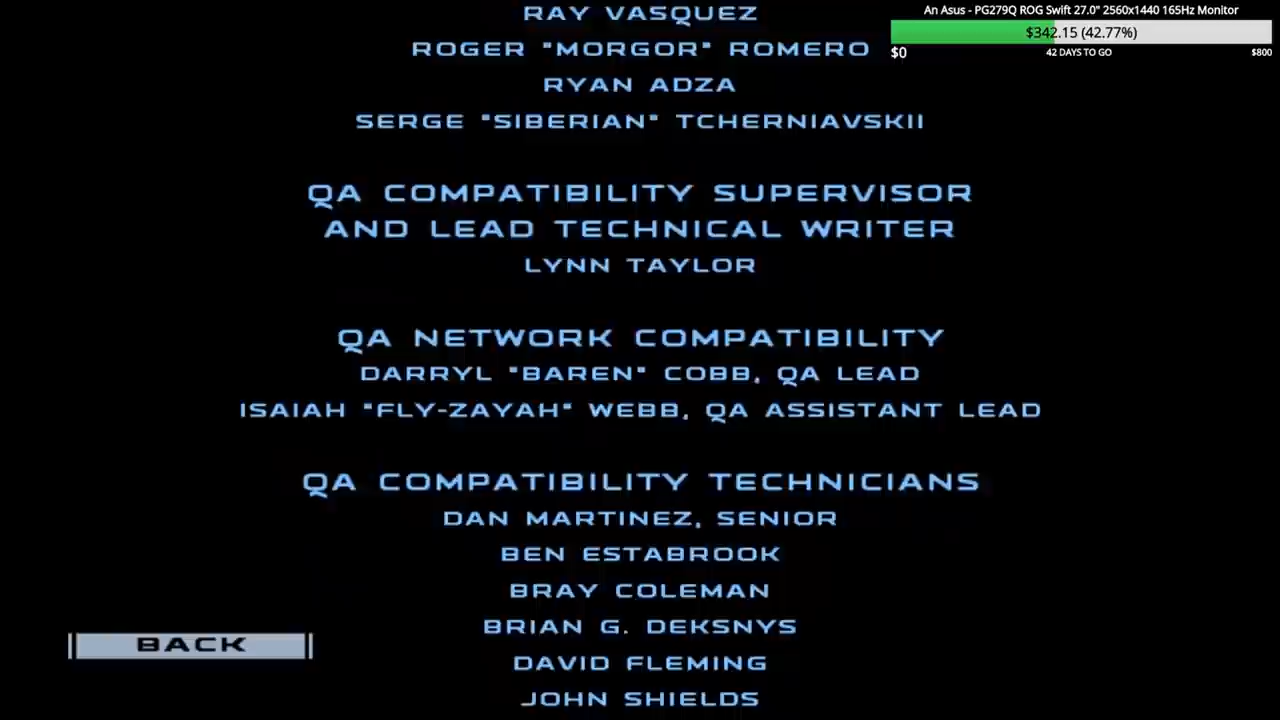 RAY VASQUEZ
An Asus - PG279Q ROG Swift 27.0" 2560x1440 165Hz Monitor
$342.15 (42.77%)
$0 42 DAYS TO GO $800
ROGER "MORGOR" ROMERO
RYAN ADZA
SERGE "SIBERIAN" TCHERNIAVSKII
QA COMPATIBILITY SUPERVISOR
AND LEAD TECHNICAL WRITER
LYNN TAYLOR
QA NETWORK COMPATIBILITY
DARRYL "BAREN" COBB, QA LEAD
ISAIAH "FLY-ZAYAH" WEBB, QA ASSISTANT LEAD
QA COMPATIBILITY TECHNICIANS
DAN MARTINEZ, SENIOR
BEN ESTABROOK
BRAY COLEMAN
BRIAN G. DEKSNYS
BACK
DAVID FLEMING
JOHN SHIELDS